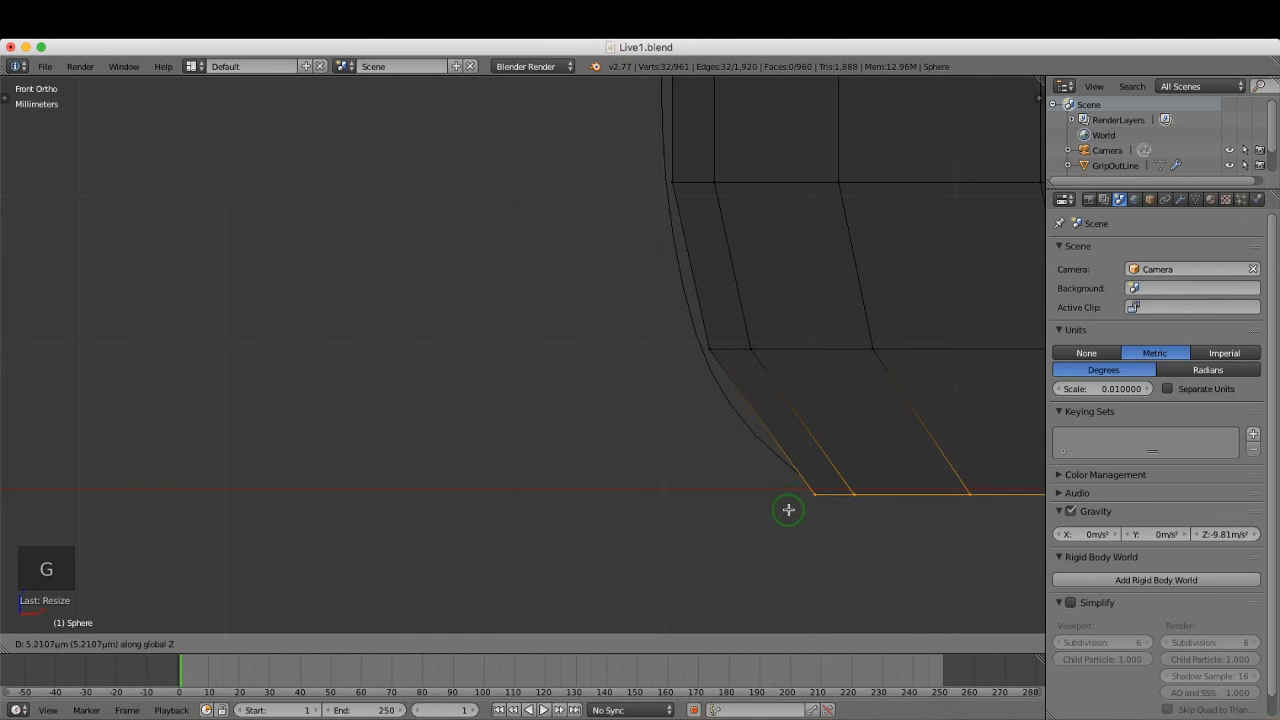 Live1.blend
File Render Window Help Default Scene Blender Render v2.77 | Verts:32/961 | Edges:32/1,920 | Faces:0/960 | Tris:1,888 | Mem:12.96M | Sphere
Front Ortho
Millimeters
View Search All Scenes
Scene
RenderLayers
World
Camera
GripOutLine
Scene
Scene
Camera: Camera
Background:
Active Clip:
Units
None Metric Imperial
Degrees Radians
Scale: 0.010000 Separate Units
Keying Sets
Color Management
Audio
Gravity
X: 0m/s² Y: 0m/s² Z:-9.81m/s²
Rigid Body World
Add Rigid Body World
Simplify
Viewport: Render:
Subdivision: 6 Subdivision: 6
Child Particle: 1.000 Child Particle: 1.000
Shadow Sample: 16
AO and SSS: 1.000
Skip Quad to Trian...
G
Last: Resize
(1) Sphere
D: 5.2107µm (5.2107µm) along global Z
-50 -40 -30 -20 -10 0 10 20 30 40 50 60 70 80 90 100 110 120 130 140 150 160 170 180 190 200 210 220 230 240 250 260 270 280
View Marker Frame Playback Start: 1 End: 250 1 No Sync